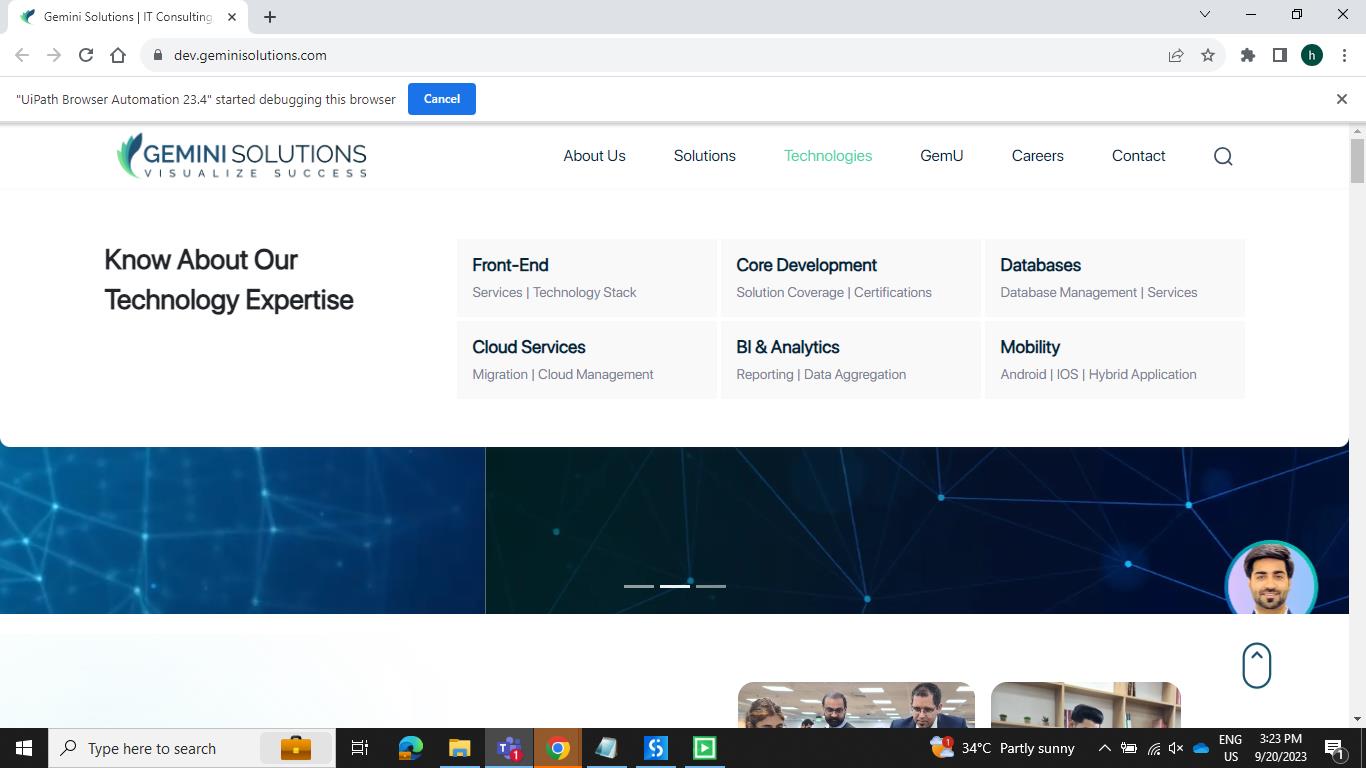 Gemini Solutions | IT Consulting
dev.geminisolutions.com
h
"UiPath Browser Automation 23.4" started debugging this browser
Cancel
GEMINI SOLUTIONS
VISUALIZE SUCCESS
About Us
Solutions
Technologies
GemU
Careers
Contact
Know About Our
Technology Expertise
Front-End
Services | Technology Stack
Core Development
Solution Coverage | Certifications
Databases
Database Management | Services
Cloud Services
Migration | Cloud Management
BI & Analytics
Reporting | Data Aggregation
Mobility
Android | IOS | Hybrid Application
Type here to search
1
1
34°C Partly sunny
ENG
US
3:23 PM
9/20/2023
1